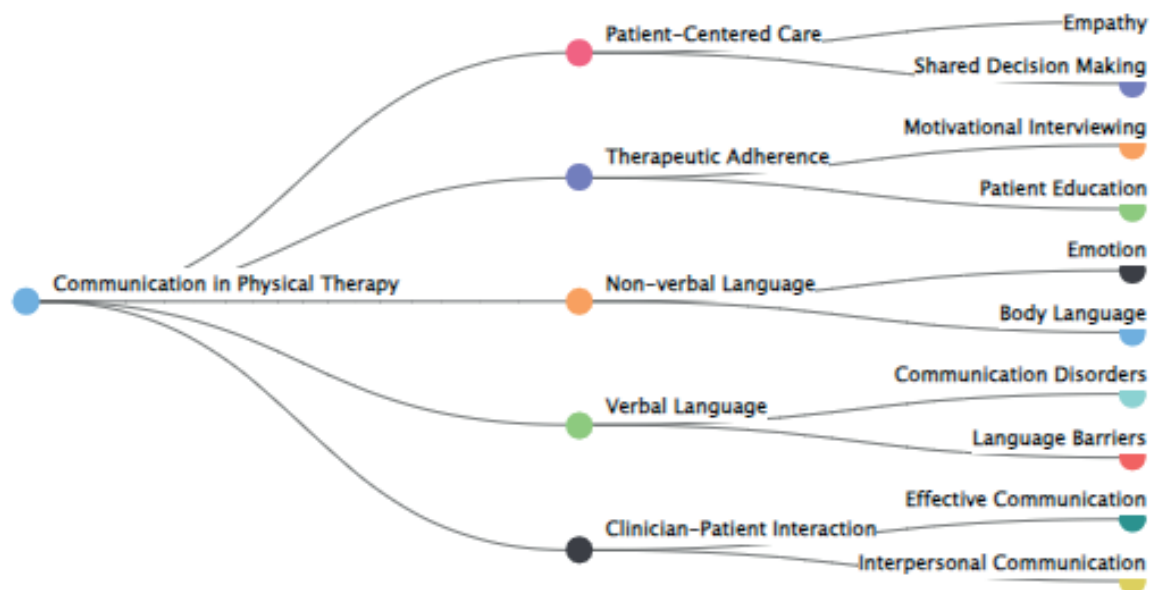 Communication in Physical Therapy
Patient-Centered Care
Empathy
Shared Decision Making
Therapeutic Adherence
Motivational Interviewing
Patient Education
Non-verbal Language
Emotion
Body Language
Verbal Language
Communication Disorders
Language Barriers
Clinician-Patient Interaction
Effective Communication
Interpersonal Communication